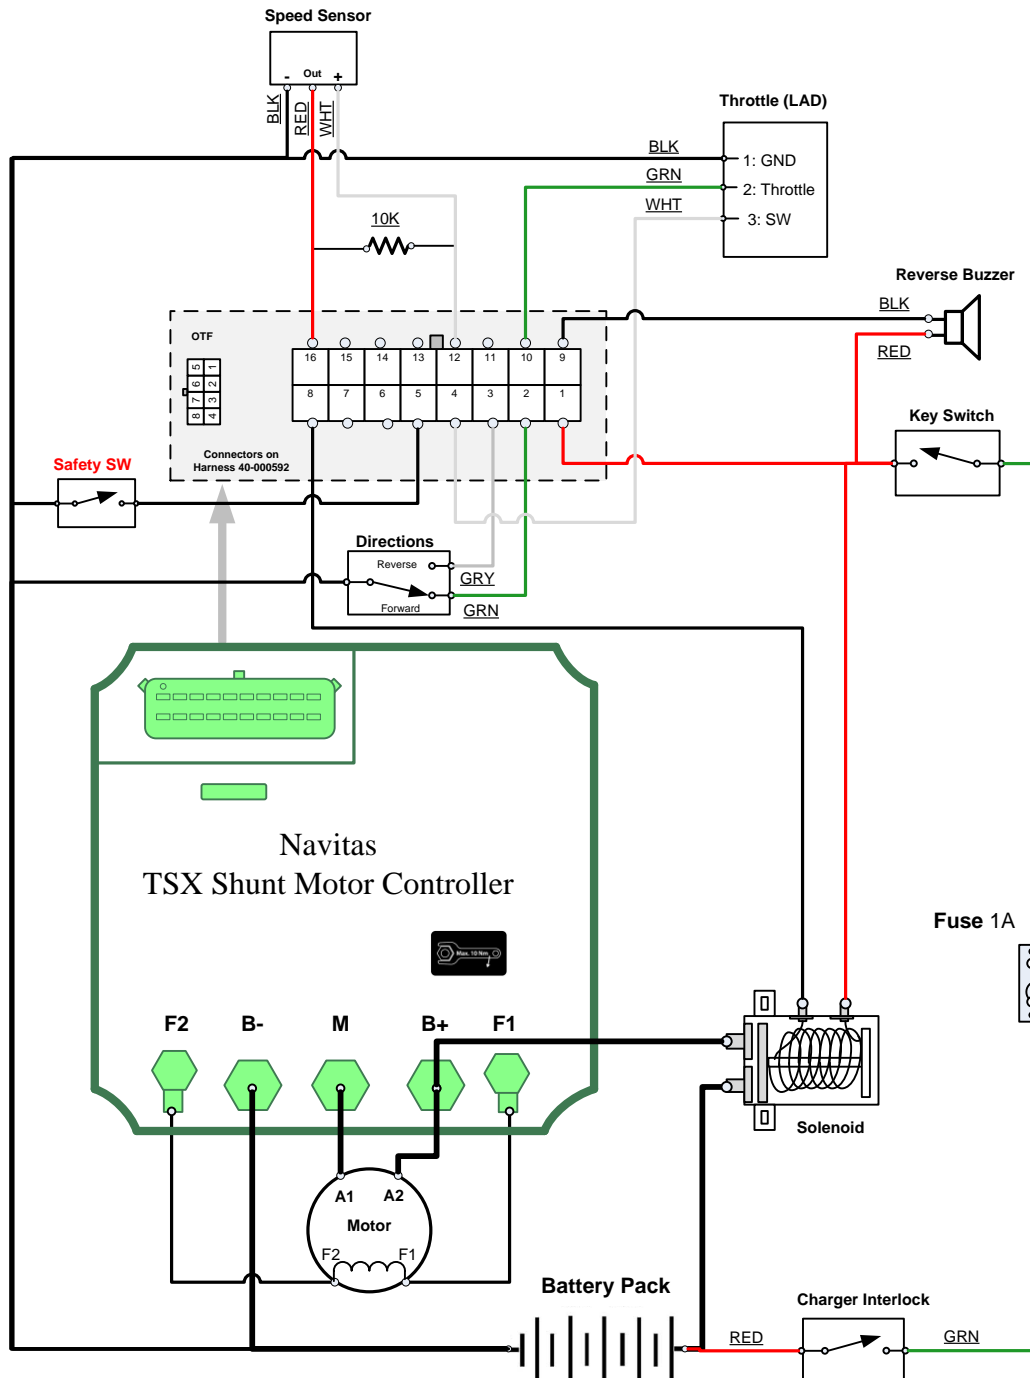 Speed Sensor
- Out +
BLK
RED
WHT
Throttle (LAD)
BLK
1: GND
GRN
2: Throttle
WHT
3: SW
10K
Reverse Buzzer
BLK
RED
OTF
5 1
6 2
7 3
8 4
16 15 14 13 12 11 10 9
8 7 6 5 4 3 2 1
Connectors on
Harness 40-000592
Key Switch
Safety SW
Directions
Reverse
GRY
Forward
GRN
Navitas
TSX Shunt Motor Controller
Max. 10 Nm
Fuse 1A
F2 B- M B+ F1
Solenoid
A1 A2
Motor
F2 F1
Battery Pack
Charger Interlock
RED
GRN